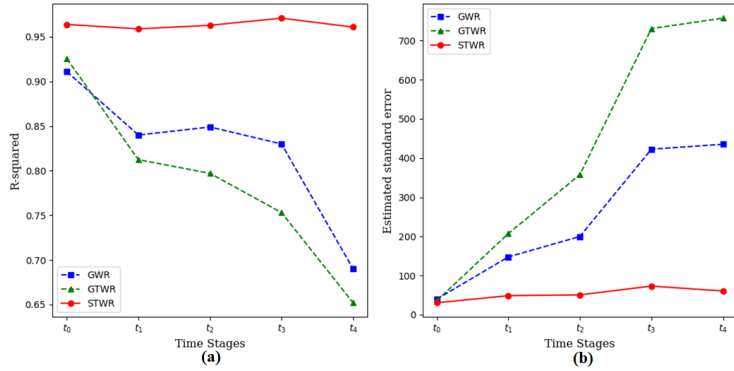 0.95
0.90
0.85
0.80
0.75
0.70
0.65
R-squared
GWR
GTWR
STWR
t0 t1 t2 t3 t4
Time Stages
(a)
700
600
500
400
300
200
100
0
Estimated standard error
GWR
GTWR
STWR
t0 t1 t2 t3 t4
Time Stages
(b)